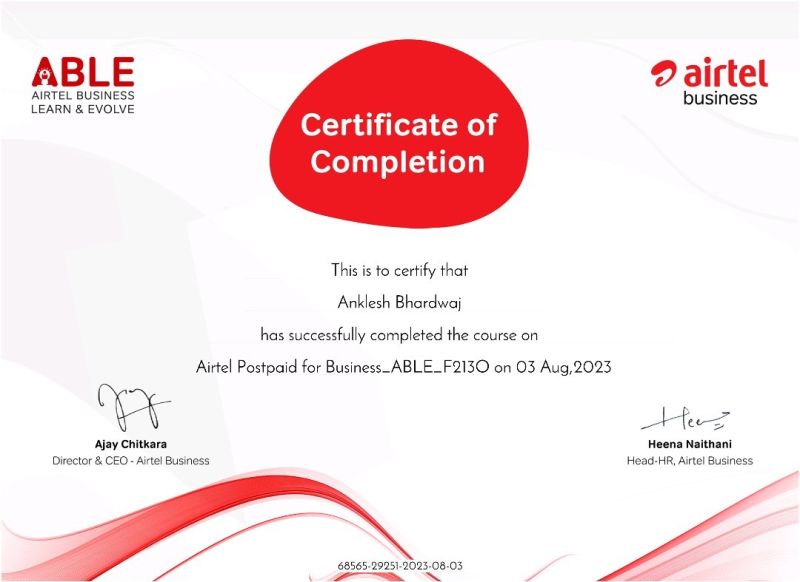 ABLE
AIRTEL BUSINESS
LEARN & EVOLVE
airtel
business
Certificate of
Completion
This is to certify that
Anklesh Bhardwaj
has successfully completed the course on
Airtel Postpaid for Business_ABLE_F213O on 03 Aug,2023
Ajay Chitkara
Director & CEO - Airtel Business
Heena Naithani
Head-HR, Airtel Business
68565-29251-2023-08-03